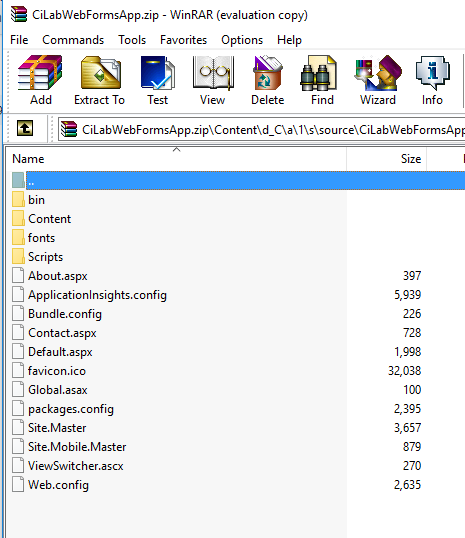 CiLabWebFormsApp.zip - WinRAR (evaluation copy)
File Commands Tools Favorites Options Help
Add Extract To Test View Delete Find Wizard Info
CiLabWebFormsApp.zip\Content\d_C\a\1\s\source\CiLabWebFormsApp
Name Size
..
bin
Content
fonts
Scripts
About.aspx 397
ApplicationInsights.config 5,939
Bundle.config 226
Contact.aspx 728
Default.aspx 1,998
favicon.ico 32,038
Global.asax 100
packages.config 2,395
Site.Master 3,657
Site.Mobile.Master 879
ViewSwitcher.ascx 270
Web.config 2,635